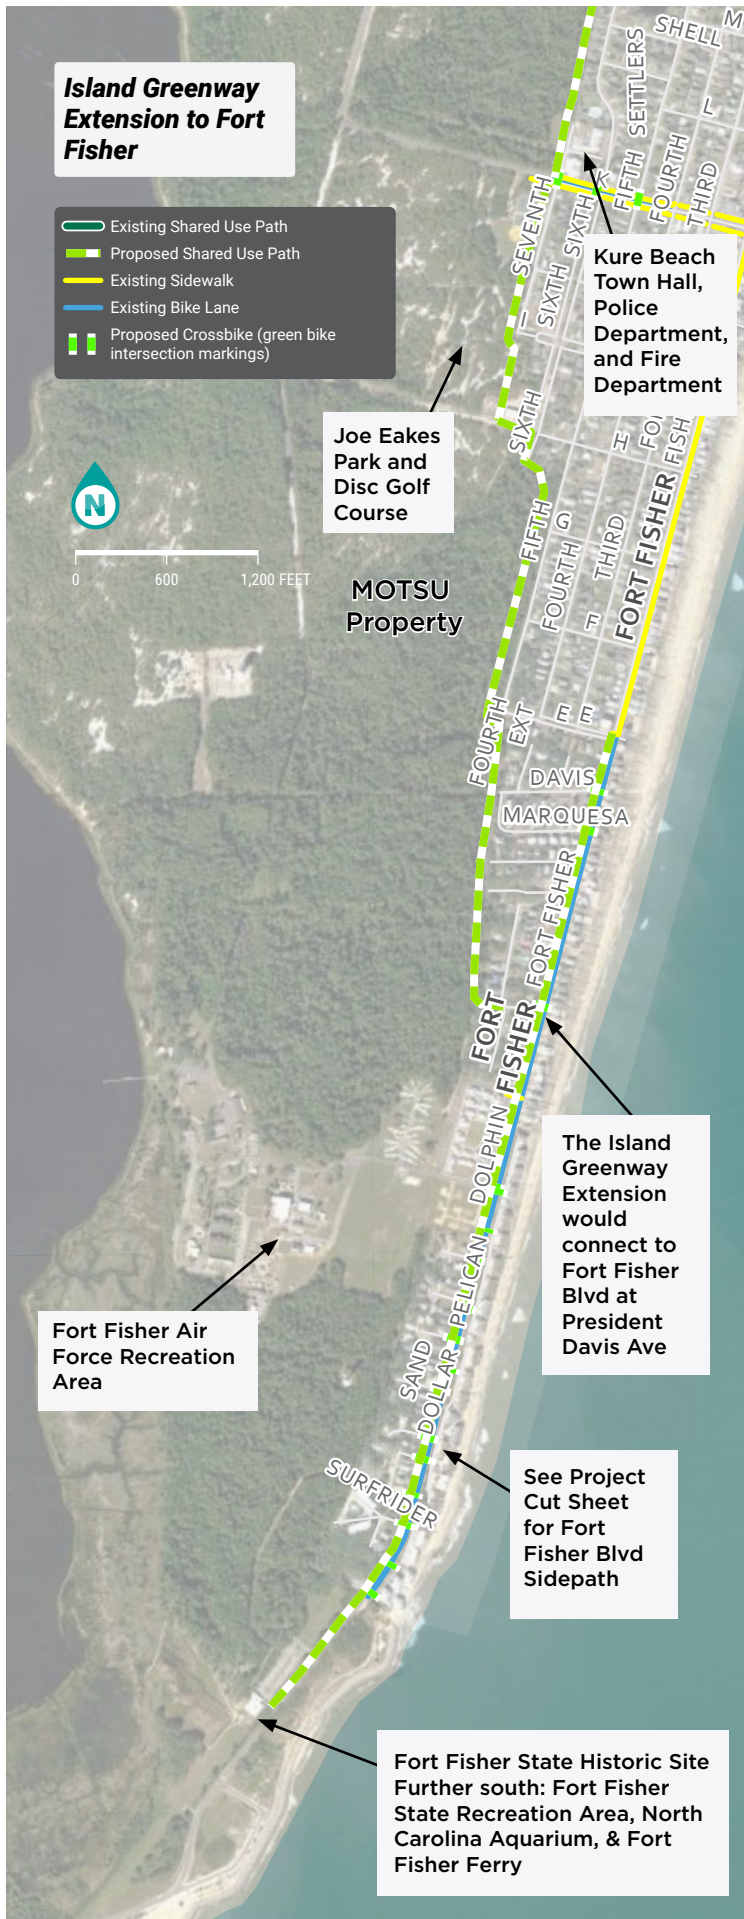 Island Greenway
Extension to Fort
Fisher
Existing Shared Use Path
Proposed Shared Use Path
Existing Sidewalk
Existing Bike Lane
Proposed Crossbike (green bike
intersection markings)
M
SHELL
SETTLERS
L
FIFTH
FOURTH
THIRD
K
SEVENTH
SIXTH
SIXTH
I
Kure Beach
Town Hall,
Police
Department,
and Fire
Department
Joe Eakes
Park and
Disc Golf
Course
SIXTH
H
FO
FISH
N
0
600
1,200 FEET
FIFTH
G
FOURTH
THIRD
F
FORT FISHER
MOTSU
Property
FOURTH
EXT
E E
DAVIS
MARQUESA
FORT FISHER
FORT
FISHER
DOLPHIN
PELICAN
The Island
Greenway
Extension
would
connect to
Fort Fisher
Blvd at
President
Davis Ave
Fort Fisher Air
Force Recreation
Area
SAND
DOLLAR
SURFRIDER
See Project
Cut Sheet
for Fort
Fisher Blvd
Sidepath
Fort Fisher State Historic Site
Further south: Fort Fisher
State Recreation Area, North
Carolina Aquarium, & Fort
Fisher Ferry